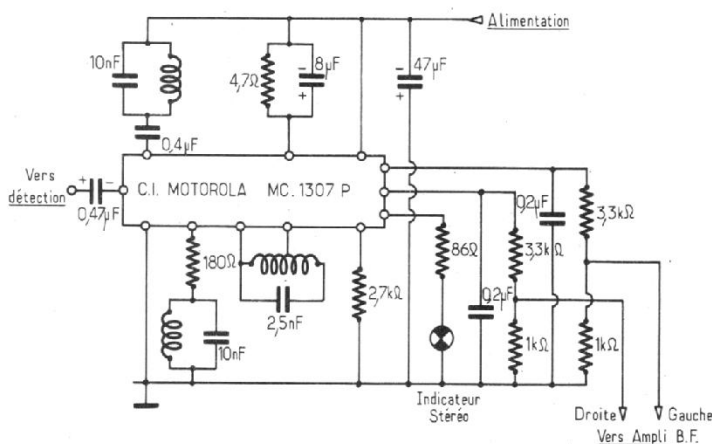 Alimentation
10nF
4,7Ω
-
8µF
+
-
47µF
+
0,4µF
Vers
détection
+
-
0,47µF
C.I. MOTOROLA MC.1307 P
0,2µF
3,3kΩ
180Ω
86Ω
3,3kΩ
2,5nF
2,7kΩ
0,2µF
10nF
1kΩ
1kΩ
Indicateur
Stéréo
Droite
Gauche
Vers Ampli B.F.